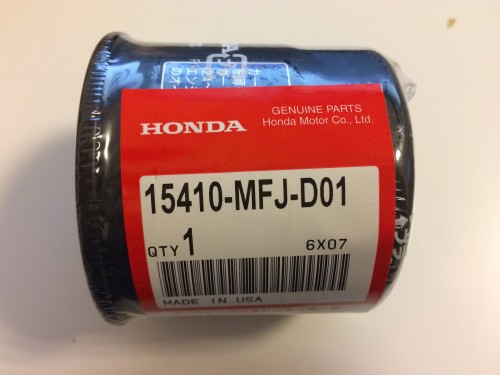 GENUINE PARTS
HONDA
Honda Motor Co., Ltd.
15410-MFJ-D01
QTY 1
6X07
MADE IN USA